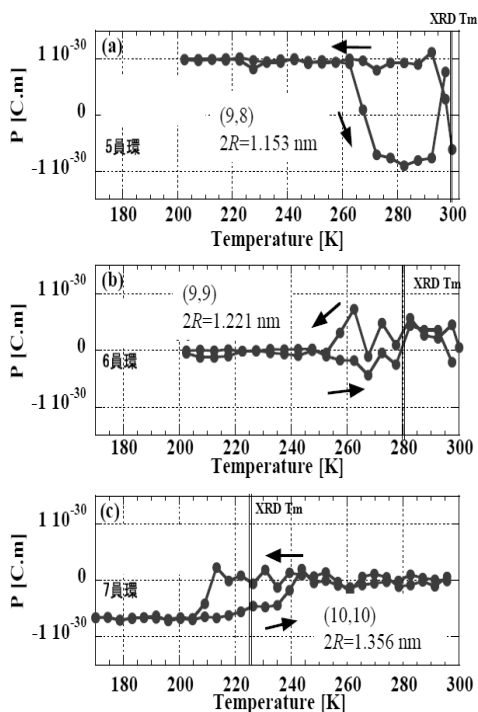 XRD Tm
(a)
1 10-30
0
-1 10-30
P [C.m]
(9,8)
2R=1.153 nm
5員環
180 200 220 240 260 280 300
Temperature [K]
(b)
XRD Tm
1 10-30
0
-1 10-30
P [C.m]
(9,9)
2R=1.221 nm
6員環
180 200 220 240 260 280 300
Temperature [K]
(c)
XRD Tm
1 10-30
0
-1 10-30
P [C.m]
7員環
(10,10)
2R=1.356 nm
180 200 220 240 260 280 300
Temperature [K]